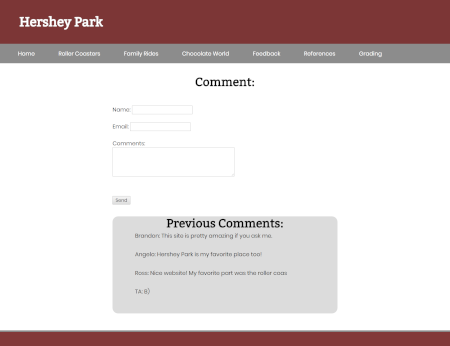 Hershey Park
Home Roller Coasters Family Rides Chocolate World Feedback References Grading
Comment:
Name:
Email:
Comments:
Send
Previous Comments:
Brandon: This site is pretty amazing if you ask me.
Angela: Hershey Park is my favorite place too!
Ross: Nice website! My favorite part was the roller coas
TA: 8)